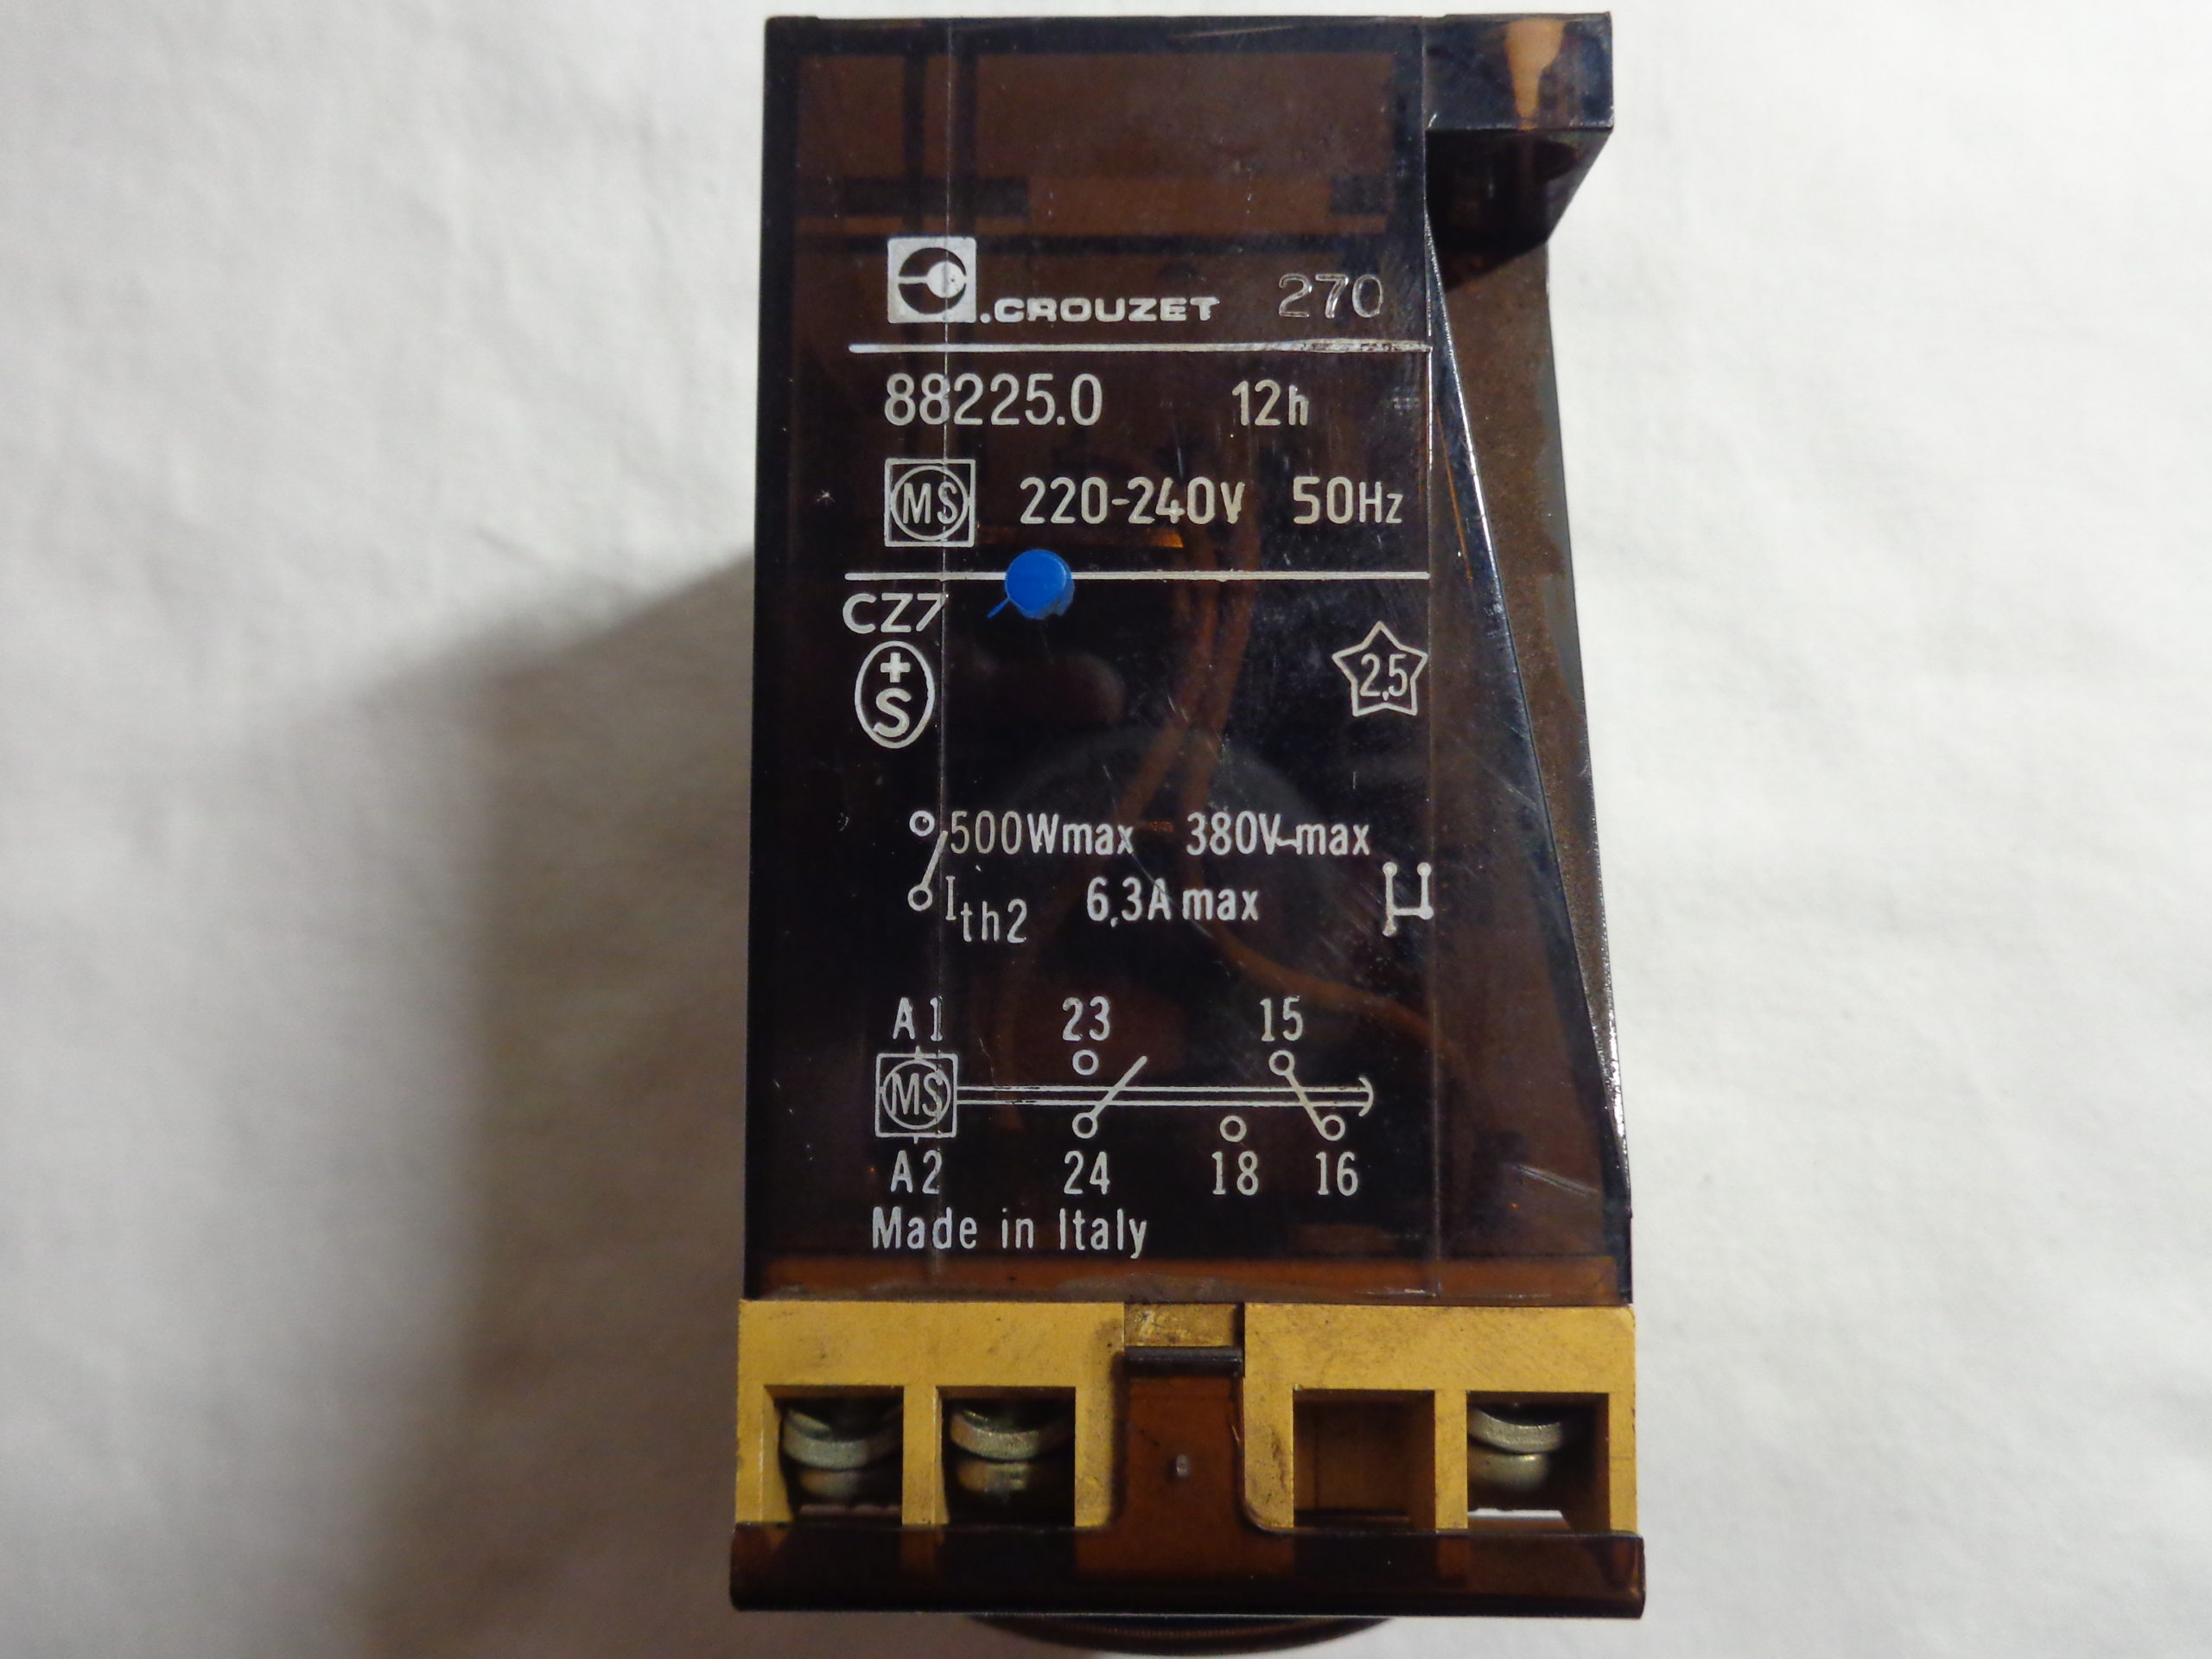 .CROUZET 270
88225.0 12h
MS 220-240V 50Hz
CZ7
+
S
2,5
500Wmax 380V~max
Ith2 6,3A max
A1 23 15
MS
A2 24 18 16
Made in Italy